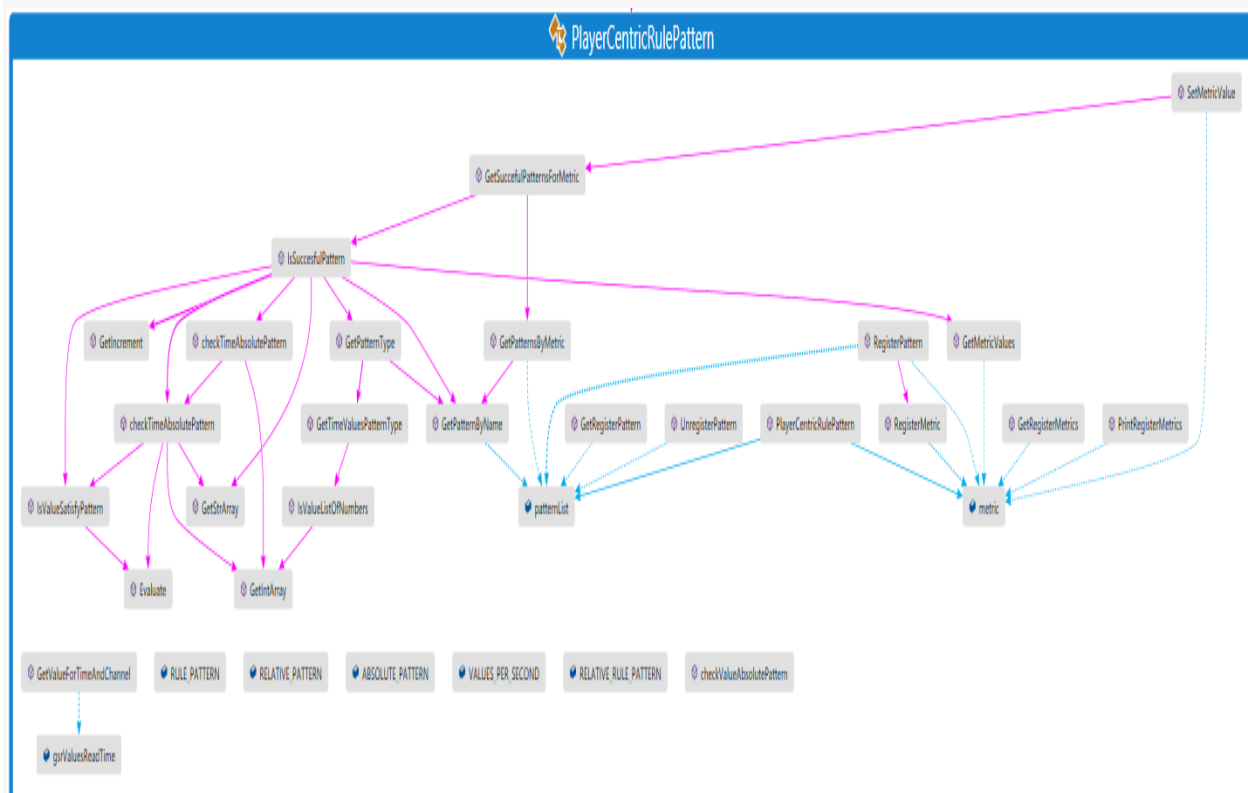 PlayerCentricRulePattern
SetMetricValue
GetSuccefulPatternsForMetric
IsSuccesfulPattern
GetIncrement
checkTimeAbsolutePattern
GetPatternType
GetPatternsByMetric
RegisterPattern
GetMetricValues
checkTimeAbsolutePattern
GetTimeValuesPatternType
GetPatternByName
GetRegisterPattern
UnregisterPattern
PlayerCentricRulePattern
RegisterMetric
GetRegisterMetrics
PrintRegisterMetrics
IsValueSatisfyPattern
GetStrArray
IsValueListOfNumbers
patternList
metric
Evaluate
GetIntArray
GetValueForTimeAndChannel
RULE_PATTERN
RELATIVE_PATTERN
ABSOLUTE_PATTERN
VALUES_PER_SECOND
RELATIVE_RULE_PATTERN
checkValueAbsolutePattern
gsrValuesReadTime